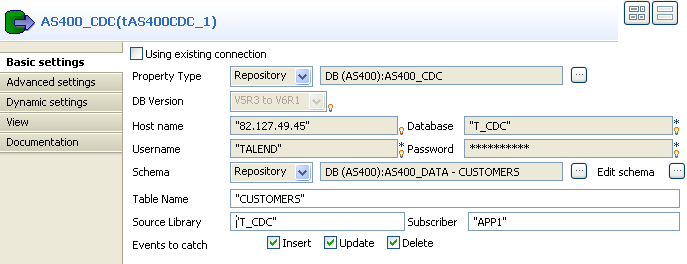 AS400_CDC(tAS400CDC_1)
Basic settings
Advanced settings
Dynamic settings
View
Documentation
Using existing connection
Property Type Repository DB (AS400):AS400_CDC ...
DB Version V5R3 to V6R1
Host name "82.127.49.45" Database "T_CDC" *
Username "TALEND" * Password ********** *
Schema Repository DB (AS400):AS400_DATA - CUSTOMERS ... Edit schema ...
Table Name "CUSTOMERS"
Source Library "T_CDC" Subscriber "APP1"
Events to catch Insert Update Delete